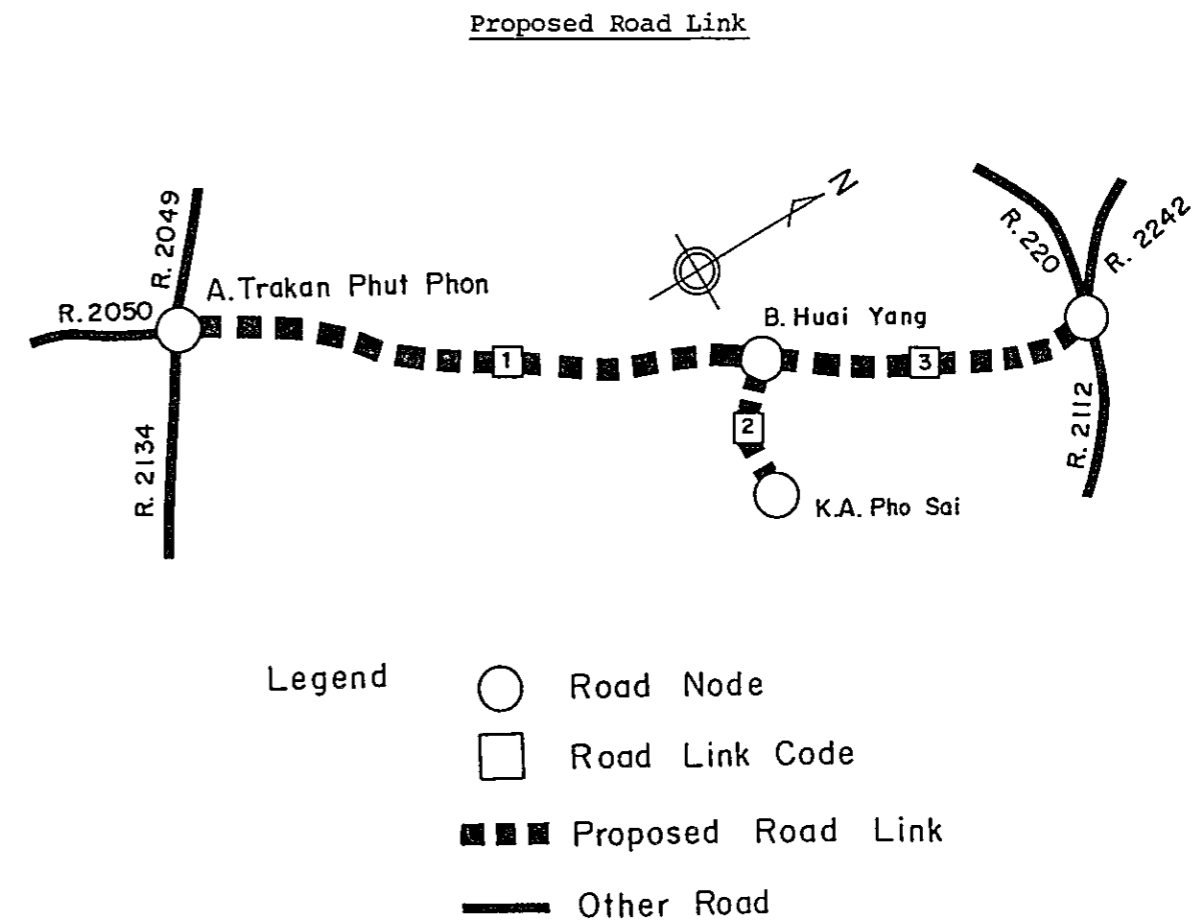 Proposed Road Link
N
R. 2049
R. 220
R. 2242
A. Trakan Phut Phon
R. 2050
B. Huai Yang
1
3
2
R. 2112
R. 2134
K.A. Pho Sai
Legend
Road Node
Road Link Code
Proposed Road Link
Other Road